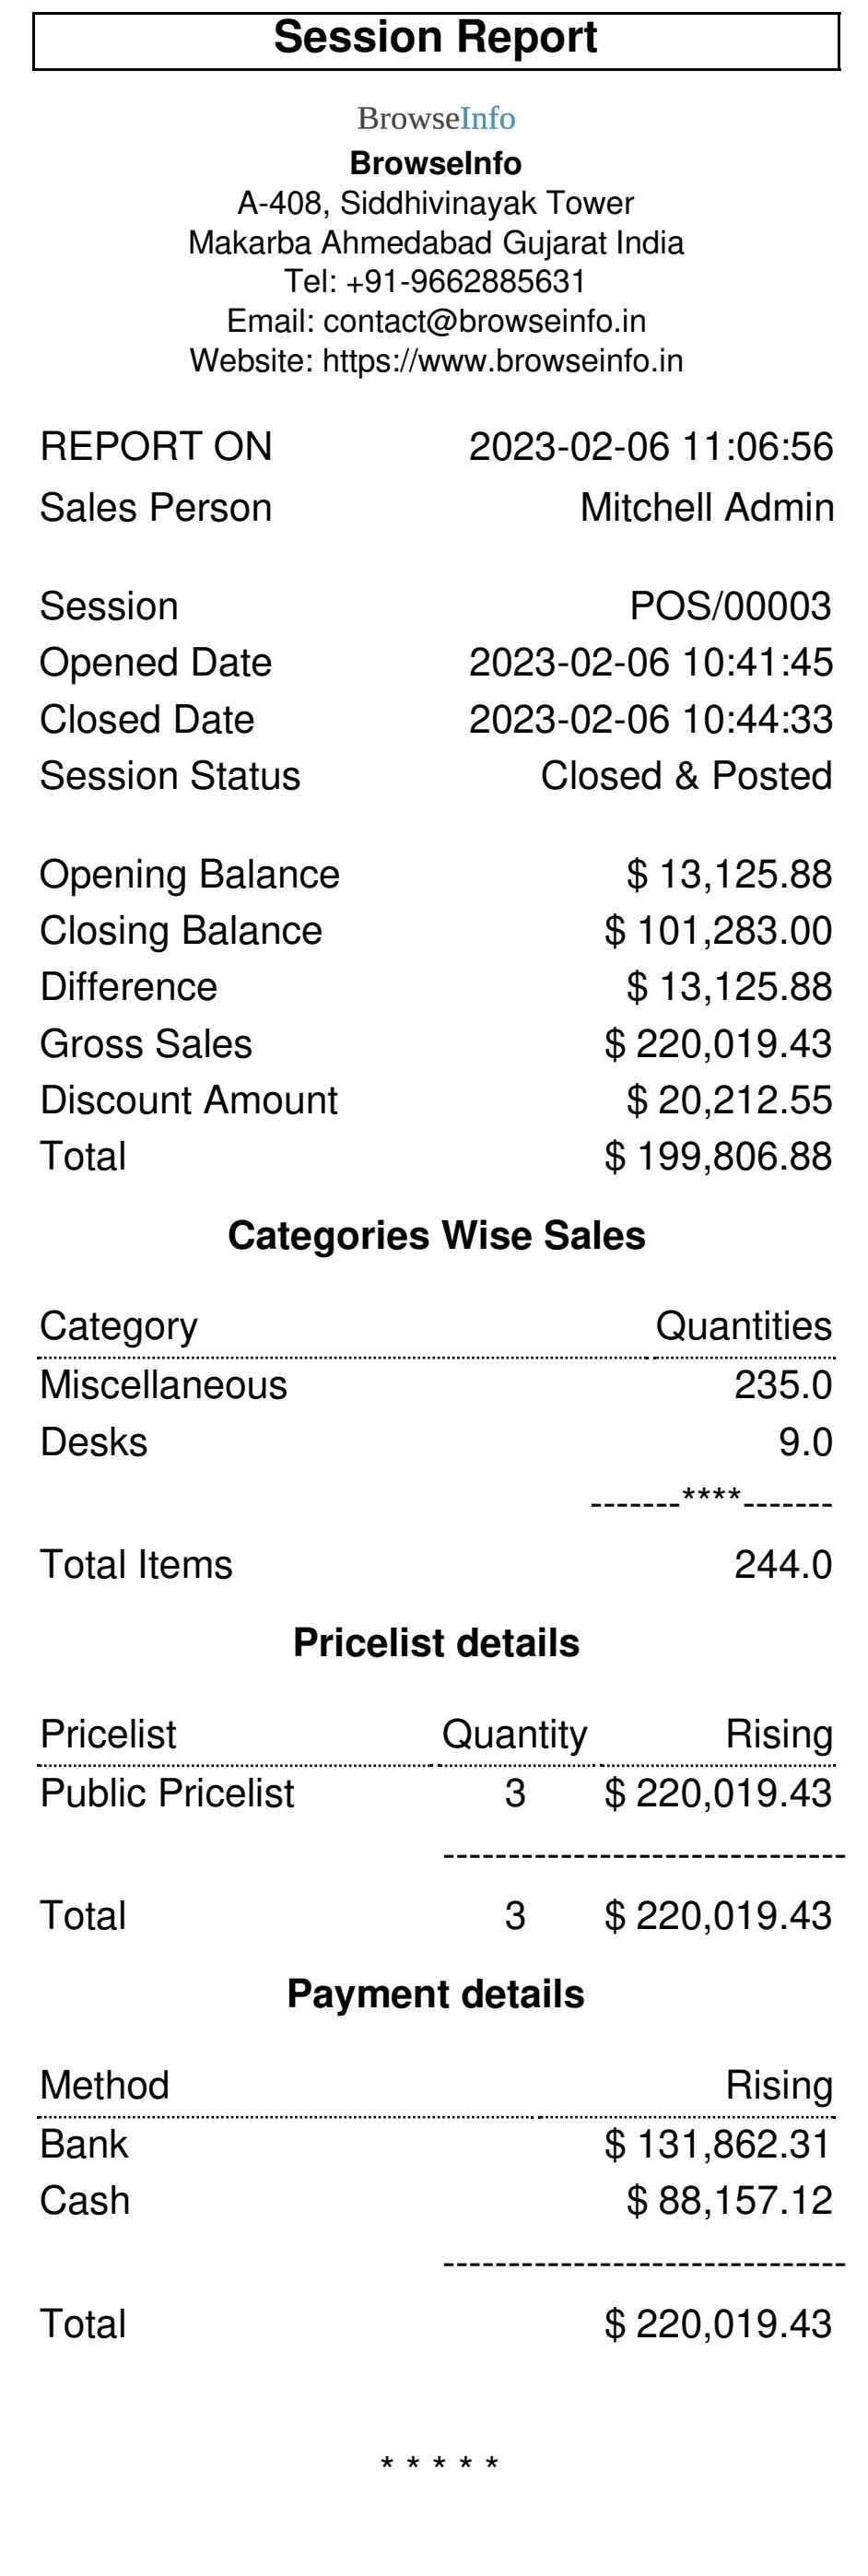 Session Report
BrowseInfo
BrowseInfo
A-408, Siddhivinayak Tower
Makarba Ahmedabad Gujarat India
Tel: +91-9662885631
Email: contact@browseinfo.in
Website: https://www.browseinfo.in
REPORT ON 2023-02-06 11:06:56
Sales Person Mitchell Admin
Session POS/00003
Opened Date 2023-02-06 10:41:45
Closed Date 2023-02-06 10:44:33
Session Status Closed & Posted
Opening Balance $ 13,125.88
Closing Balance $ 101,283.00
Difference $ 13,125.88
Gross Sales $ 220,019.43
Discount Amount $ 20,212.55
Total $ 199,806.88
Categories Wise Sales
Category Quantities
Miscellaneous 235.0
Desks 9.0
-------****-------
Total Items 244.0
Pricelist details
Pricelist Quantity Rising
Public Pricelist 3 $ 220,019.43
-------------------------------
Total 3 $ 220,019.43
Payment details
Method Rising
Bank $ 131,862.31
Cash $ 88,157.12
-------------------------------
Total $ 220,019.43
* * * * *